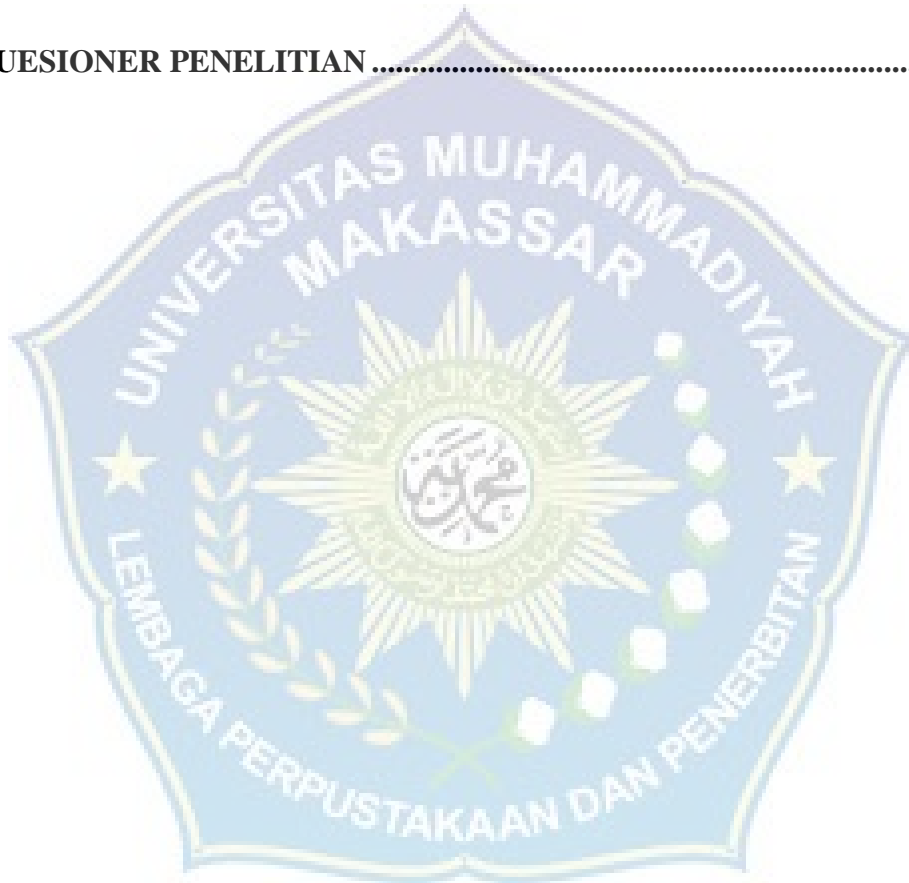 UESIONER PENELITIAN ........................................................................
UNIVERSITAS MUHAMMADIYAH
MAKASSAR
LEMBAGA PERPUSTAKAAN DAN PENERBITAN